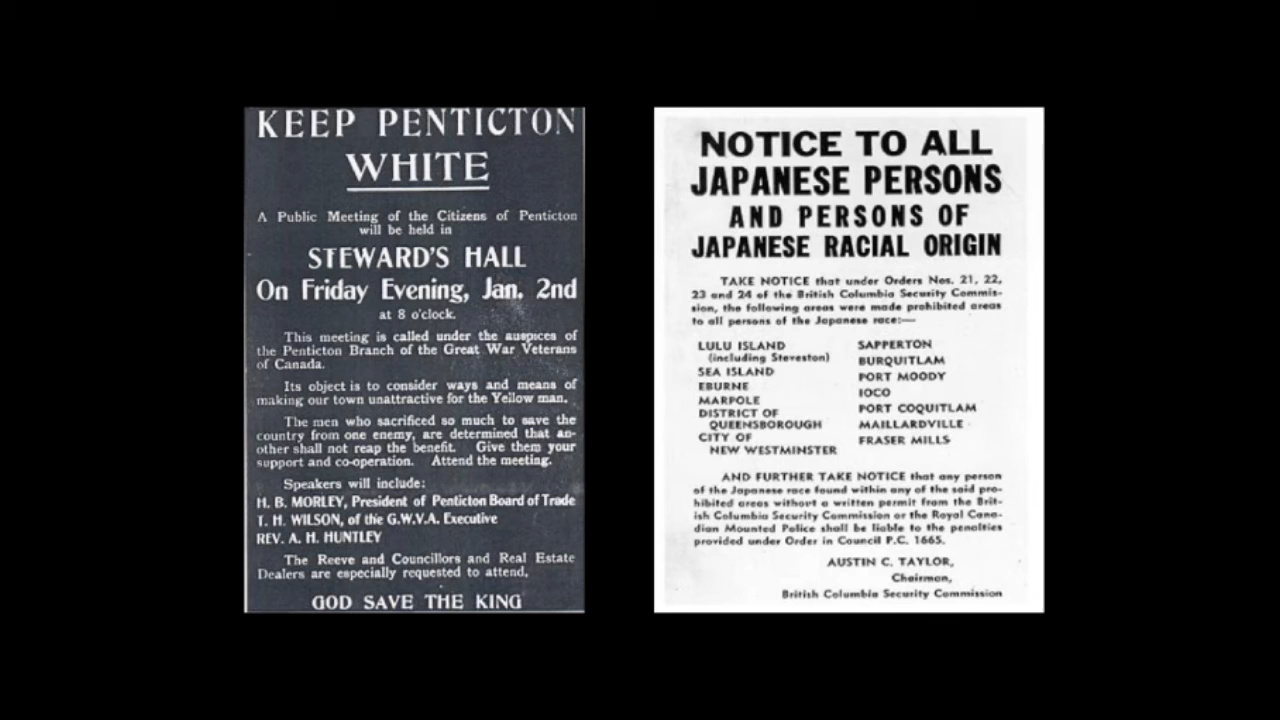 KEEP PENTICTON
WHITE
A Public Meeting of the Citizens of Penticton
will be held in
STEWARD'S HALL
On Friday Evening, Jan. 2nd
at 8 o'clock.
This meeting is called under the auspices of
the Penticton Branch of the Great War Veterans
of Canada.
Its object is to consider ways and means of
making our town unattractive for the Yellow man.
The men who sacrificed so much to save the
country from one enemy, are determined that an-
other shall not reap the benefit. Give them your
support and co-operation. Attend the meeting.
Speakers will include:
H. B. MORLEY, President of Penticton Board of Trade
T. H. WILSON, of the G.W.V.A. Executive
REV. A. H. HUNTLEY
The Reeve and Councillors and Real Estate
Dealers are especially requested to attend,
GOD SAVE THE KING
NOTICE TO ALL
JAPANESE PERSONS
AND PERSONS OF
JAPANESE RACIAL ORIGIN
TAKE NOTICE that under Orders Nos. 21, 22,
23 and 24 of the British Columbia Security Commis-
sion, the following areas were made prohibited areas
to all persons of the Japanese race:—
LULU ISLAND
(including Steveston)
SEA ISLAND
EBURNE
MARPOLE
DISTRICT OF
QUEENSBOROUGH
CITY OF
NEW WESTMINSTER
SAPPERTON
BURQUITLAM
PORT MOODY
IOCO
PORT COQUITLAM
MAILLARDVILLE
FRASER MILLS
AND FURTHER TAKE NOTICE that any person
of the Japanese race found within any of the said pro-
hibited areas without a written permit from the Brit-
ish Columbia Security Commission or the Royal Cana-
dian Mounted Police shall be liable to the penalties
provided under Order in Council P.C. 1665.
AUSTIN C. TAYLOR,
Chairman,
British Columbia Security Commission